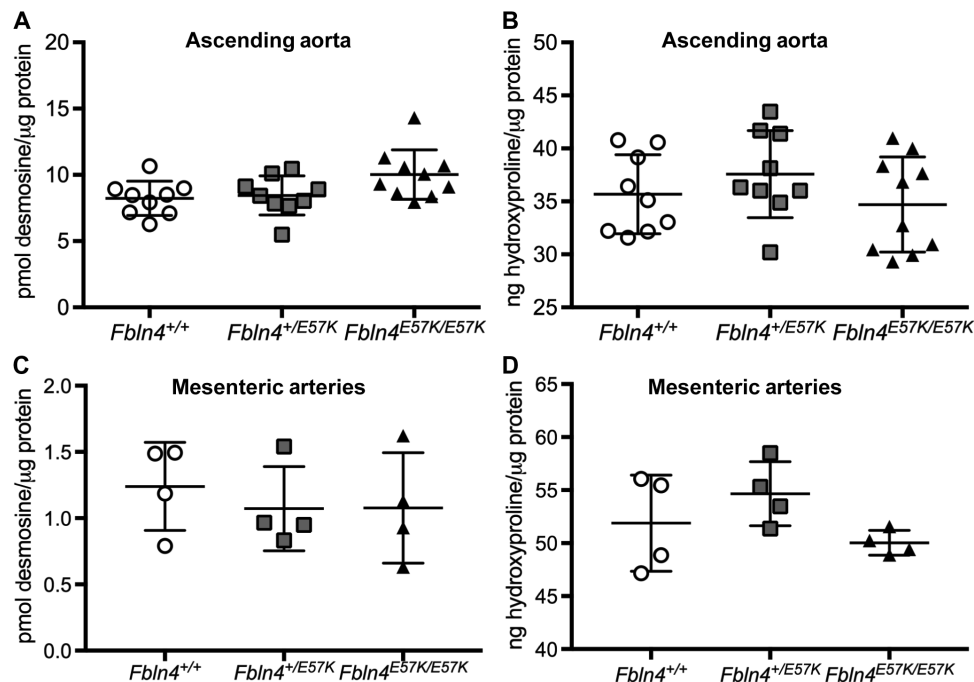 A
Ascending aorta
pmol desmosine/µg protein
20
15
10
5
0
Fbln4+/+
Fbln4+/E57K
Fbln4E57K/E57K
B
Ascending aorta
ng hydroxyproline/µg protein
50
45
40
35
30
25
Fbln4+/+
Fbln4+/E57K
Fbln4E57K/E57K
C
Mesenteric arteries
pmol desmosine/µg protein
2.0
1.5
1.0
0.5
0.0
Fbln4+/+
Fbln4+/E57K
Fbln4E57K/E57K
D
Mesenteric arteries
ng hydroxyproline/µg protein
65
60
55
50
45
40
Fbln4+/+
Fbln4+/E57K
Fbln4E57K/E57K